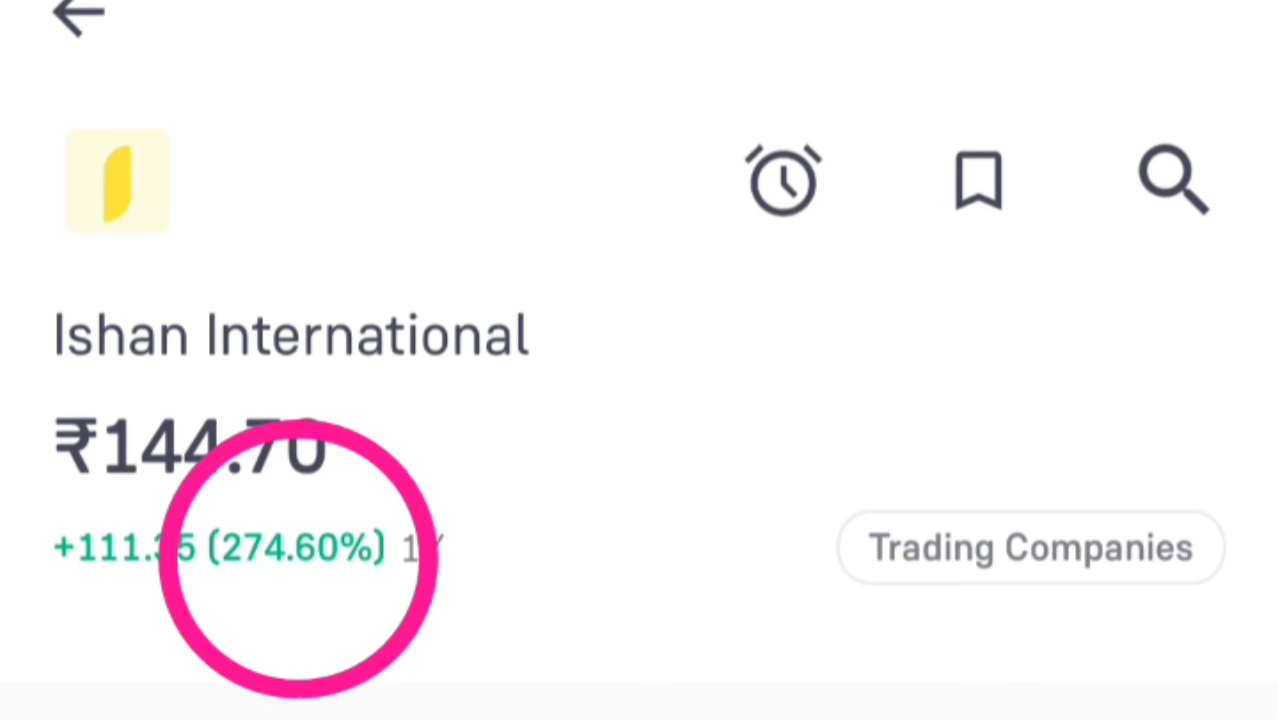 Ishan International
₹144.70
(274.60%)
Trading Companies